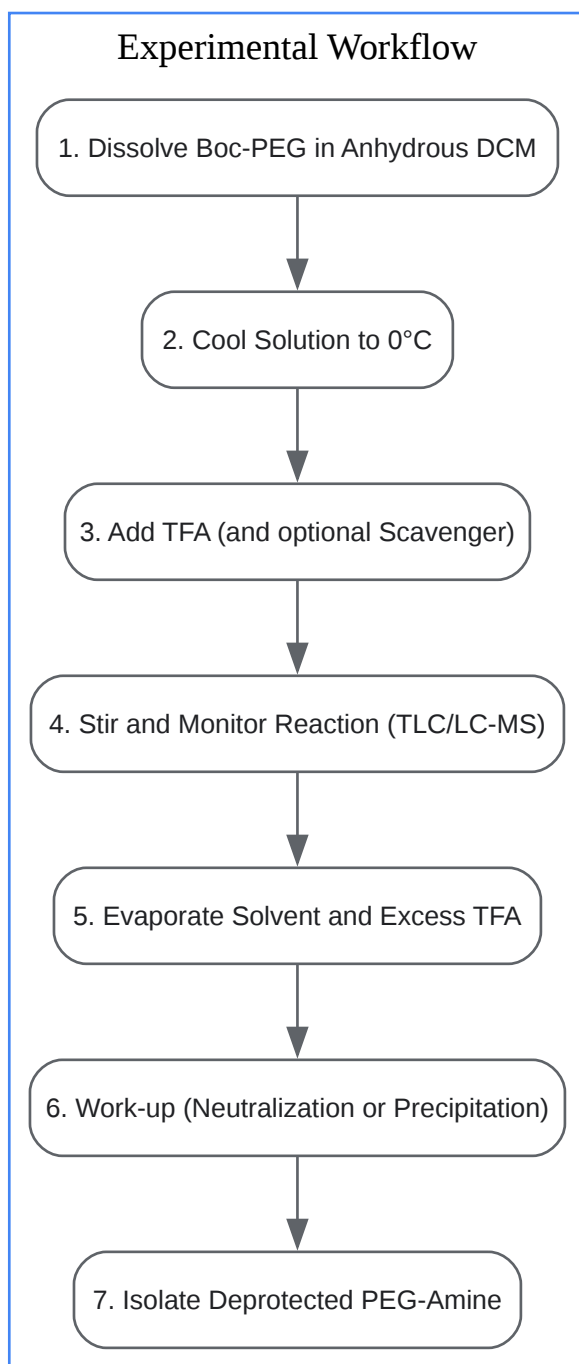 Experimental Workflow
1. Dissolve Boc-PEG in Anhydrous DCM
2. Cool Solution to 0°C
3. Add TFA (and optional Scavenger)
4. Stir and Monitor Reaction (TLC/LC-MS)
5. Evaporate Solvent and Excess TFA
6. Work-up (Neutralization or Precipitation)
7. Isolate Deprotected PEG-Amine